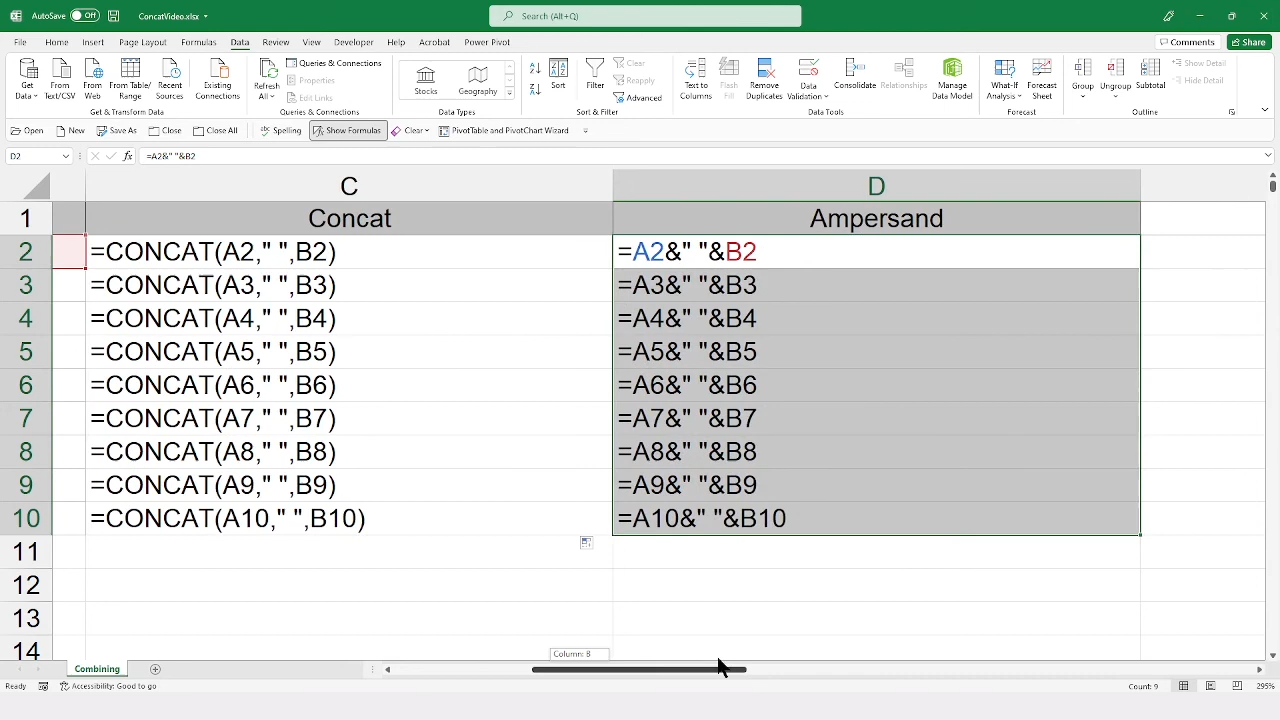 AutoSave Off ConcatVideo.xlsx Search (Alt+Q)
File Home Insert Page Layout Formulas Data Review View Developer Help Acrobat Power Pivot Comments Share
Get Data From Text/CSV From Web From Table/Range Recent Sources Existing Connections Refresh All Queries & Connections Properties Edit Links Stocks Geography Sort Filter Clear Reapply Advanced Text to Columns Flash Fill Remove Duplicates Data Validation Consolidate Relationships Manage Data Model What-If Analysis Forecast Sheet Group Ungroup Subtotal Show Detail Hide Detail
Get & Transform Data Queries & Connections Data Types Sort & Filter Data Tools Forecast Outline
Open New Save As Close Close All Spelling Show Formulas Clear PivotTable and PivotChart Wizard
D2 fx =A2&" "&B2
C D
1 Concat Ampersand
2 =CONCAT(A2," ",B2) =A2&" "&B2
3 =CONCAT(A3," ",B3) =A3&" "&B3
4 =CONCAT(A4," ",B4) =A4&" "&B4
5 =CONCAT(A5," ",B5) =A5&" "&B5
6 =CONCAT(A6," ",B6) =A6&" "&B6
7 =CONCAT(A7," ",B7) =A7&" "&B7
8 =CONCAT(A8," ",B8) =A8&" "&B8
9 =CONCAT(A9," ",B9) =A9&" "&B9
10 =CONCAT(A10," ",B10) =A10&" "&B10
11
12
13
14
Column: B
Combining
Ready Accessibility: Good to go Count: 9 295%